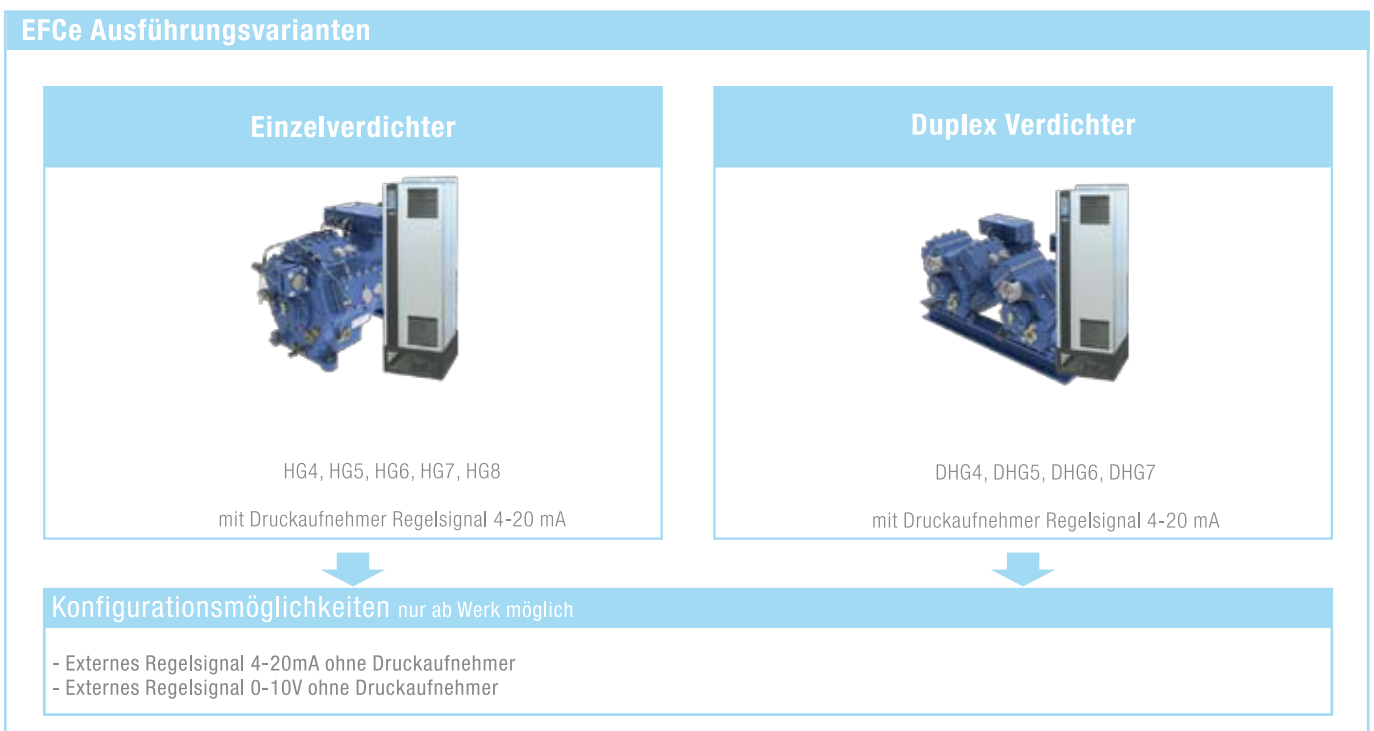 EFCe Ausführungsvarianten
Einzelverdichter
HG4, HG5, HG6, HG7, HG8
mit Druckaufnehmer Regelsignal 4-20 mA
Duplex Verdichter
DHG4, DHG5, DHG6, DHG7
mit Druckaufnehmer Regelsignal 4-20 mA
Konfigurationsmöglichkeiten nur ab Werk möglich
- Externes Regelsignal 4-20mA ohne Druckaufnehmer
- Externes Regelsignal 0-10V ohne Druckaufnehmer